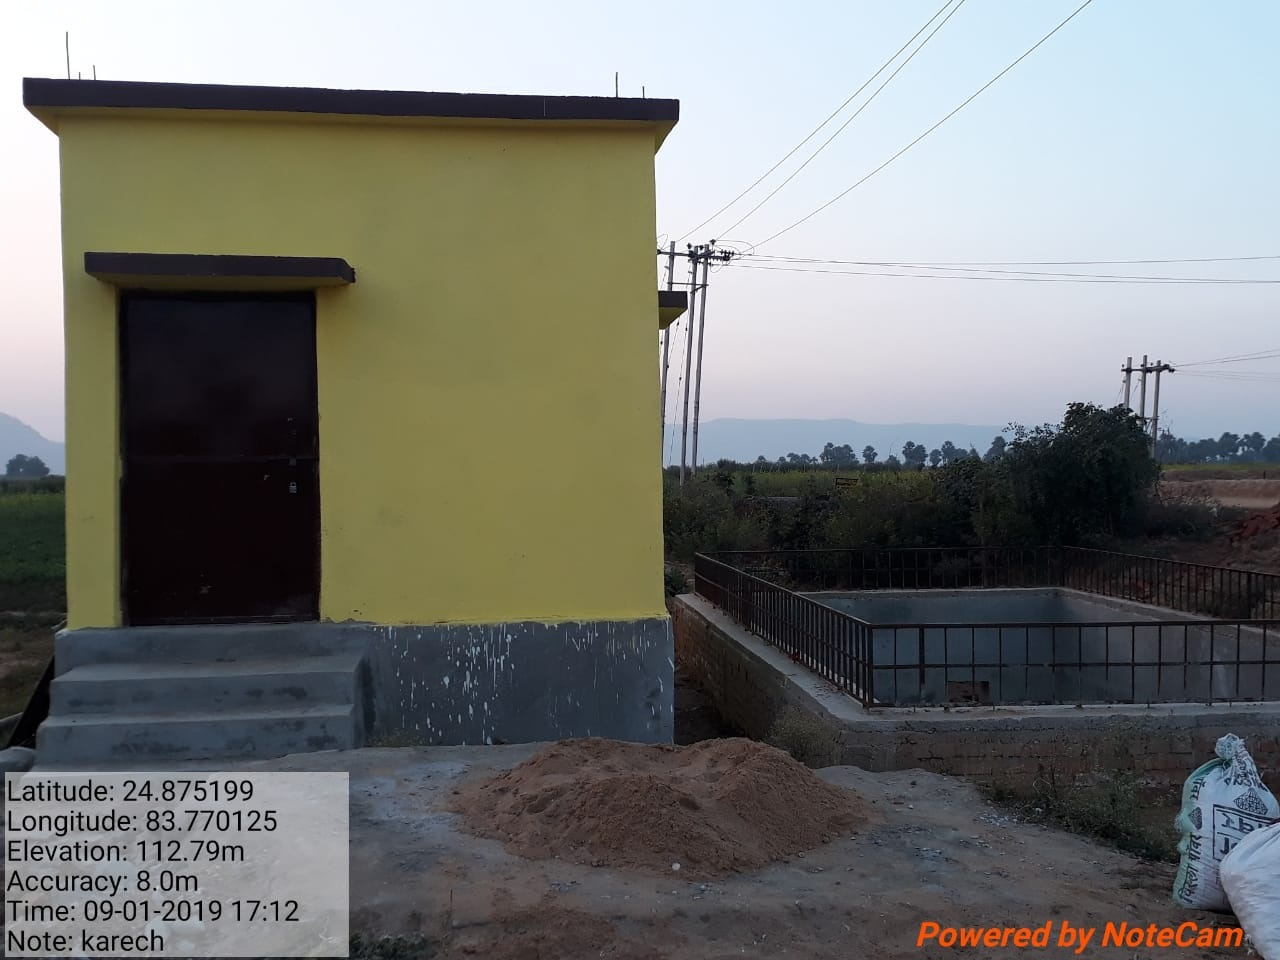 Latitude: 24.875199
Longitude: 83.770125
Elevation: 112.79m
Accuracy: 8.0m
Time: 09-01-2019 17:12
Note: karech
Powered by NoteCam